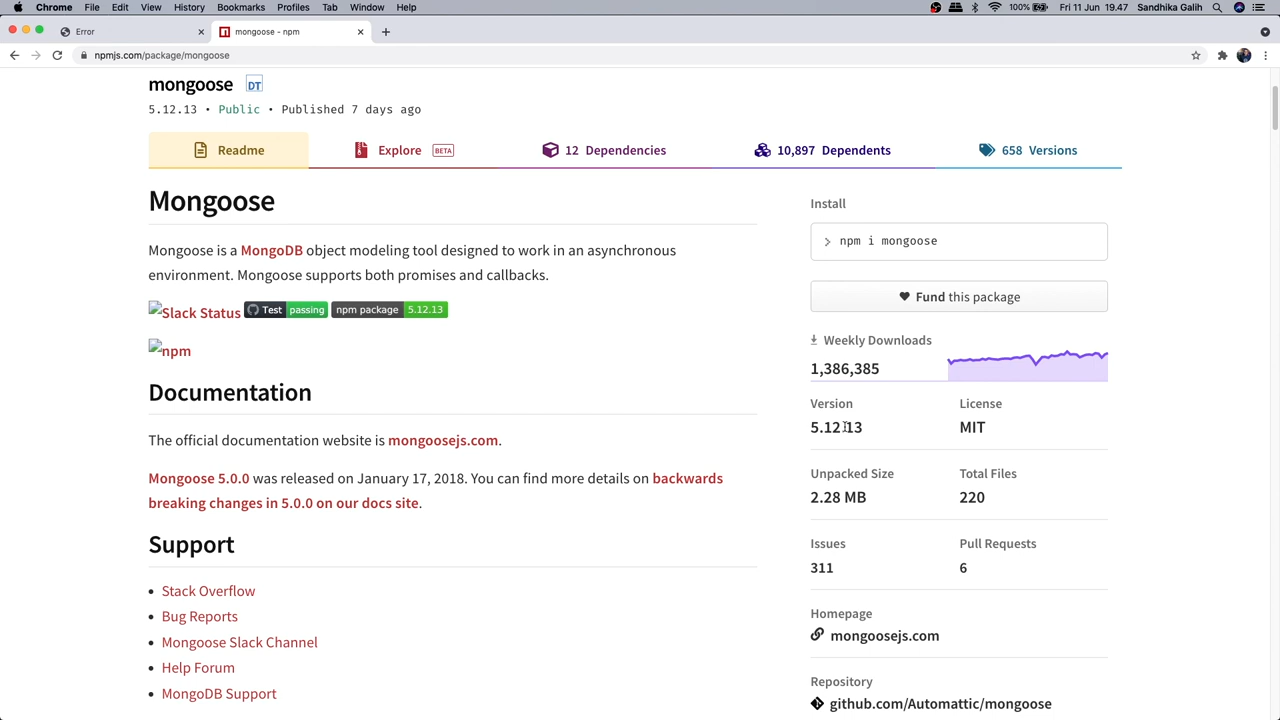 Chrome File Edit View History Bookmarks Profiles Tab Window Help 100% Fri 11 Jun 19.47 Sandhika Galih
Error mongoose - npm
npmjs.com/package/mongoose
mongoose DT
5.12.13 • Public • Published 7 days ago
Readme Explore BETA 12 Dependencies 10,897 Dependents 658 Versions
Mongoose
Mongoose is a MongoDB object modeling tool designed to work in an asynchronous
environment. Mongoose supports both promises and callbacks.
Slack Status Test passing npm package 5.12.13
npm
Documentation
The official documentation website is mongoosejs.com.
Mongoose 5.0.0 was released on January 17, 2018. You can find more details on backwards
breaking changes in 5.0.0 on our docs site.
Support
• Stack Overflow
• Bug Reports
• Mongoose Slack Channel
• Help Forum
• MongoDB Support
Install
> npm i mongoose
Fund this package
Weekly Downloads
1,386,385
Version License
5.12.13 MIT
Unpacked Size Total Files
2.28 MB 220
Issues Pull Requests
311 6
Homepage
mongoosejs.com
Repository
github.com/Automattic/mongoose